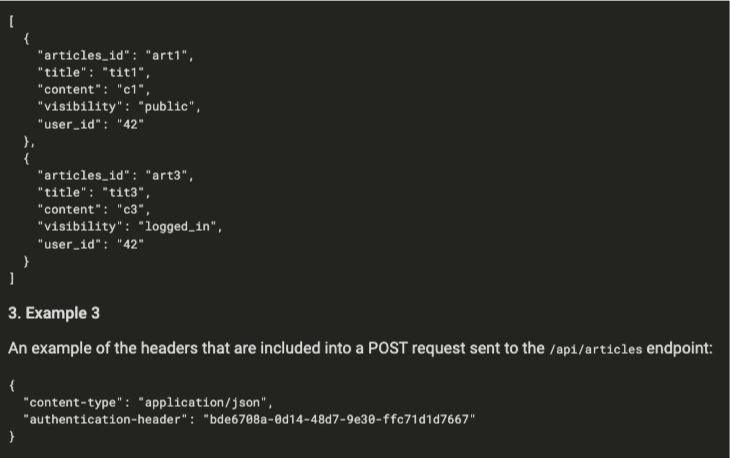 [
  {
    "articles_id": "art1",
    "title": "tit1",
    "content": "c1",
    "visibility": "public",
    "user_id": "42"
  },
  {
    "articles_id": "art3",
    "title": "tit3",
    "content": "c3",
    "visibility": "logged_in",
    "user_id": "42"
  }
]
3. Example 3
An example of the headers that are included into a POST request sent to the /api/articles endpoint:
{
  "content-type": "application/json",
  "authentication-header": "bde6708a-0d14-48d7-9e30-ffc71d1d7667"
}